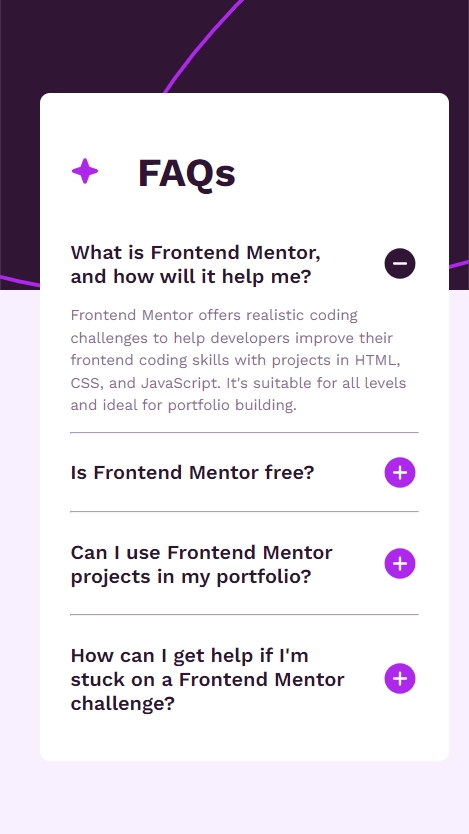 FAQs
What is Frontend Mentor,
and how will it help me?
Frontend Mentor offers realistic coding
challenges to help developers improve their
frontend coding skills with projects in HTML,
CSS, and JavaScript. It's suitable for all levels
and ideal for portfolio building.
Is Frontend Mentor free?
Can I use Frontend Mentor
projects in my portfolio?
How can I get help if I'm
stuck on a Frontend Mentor
challenge?